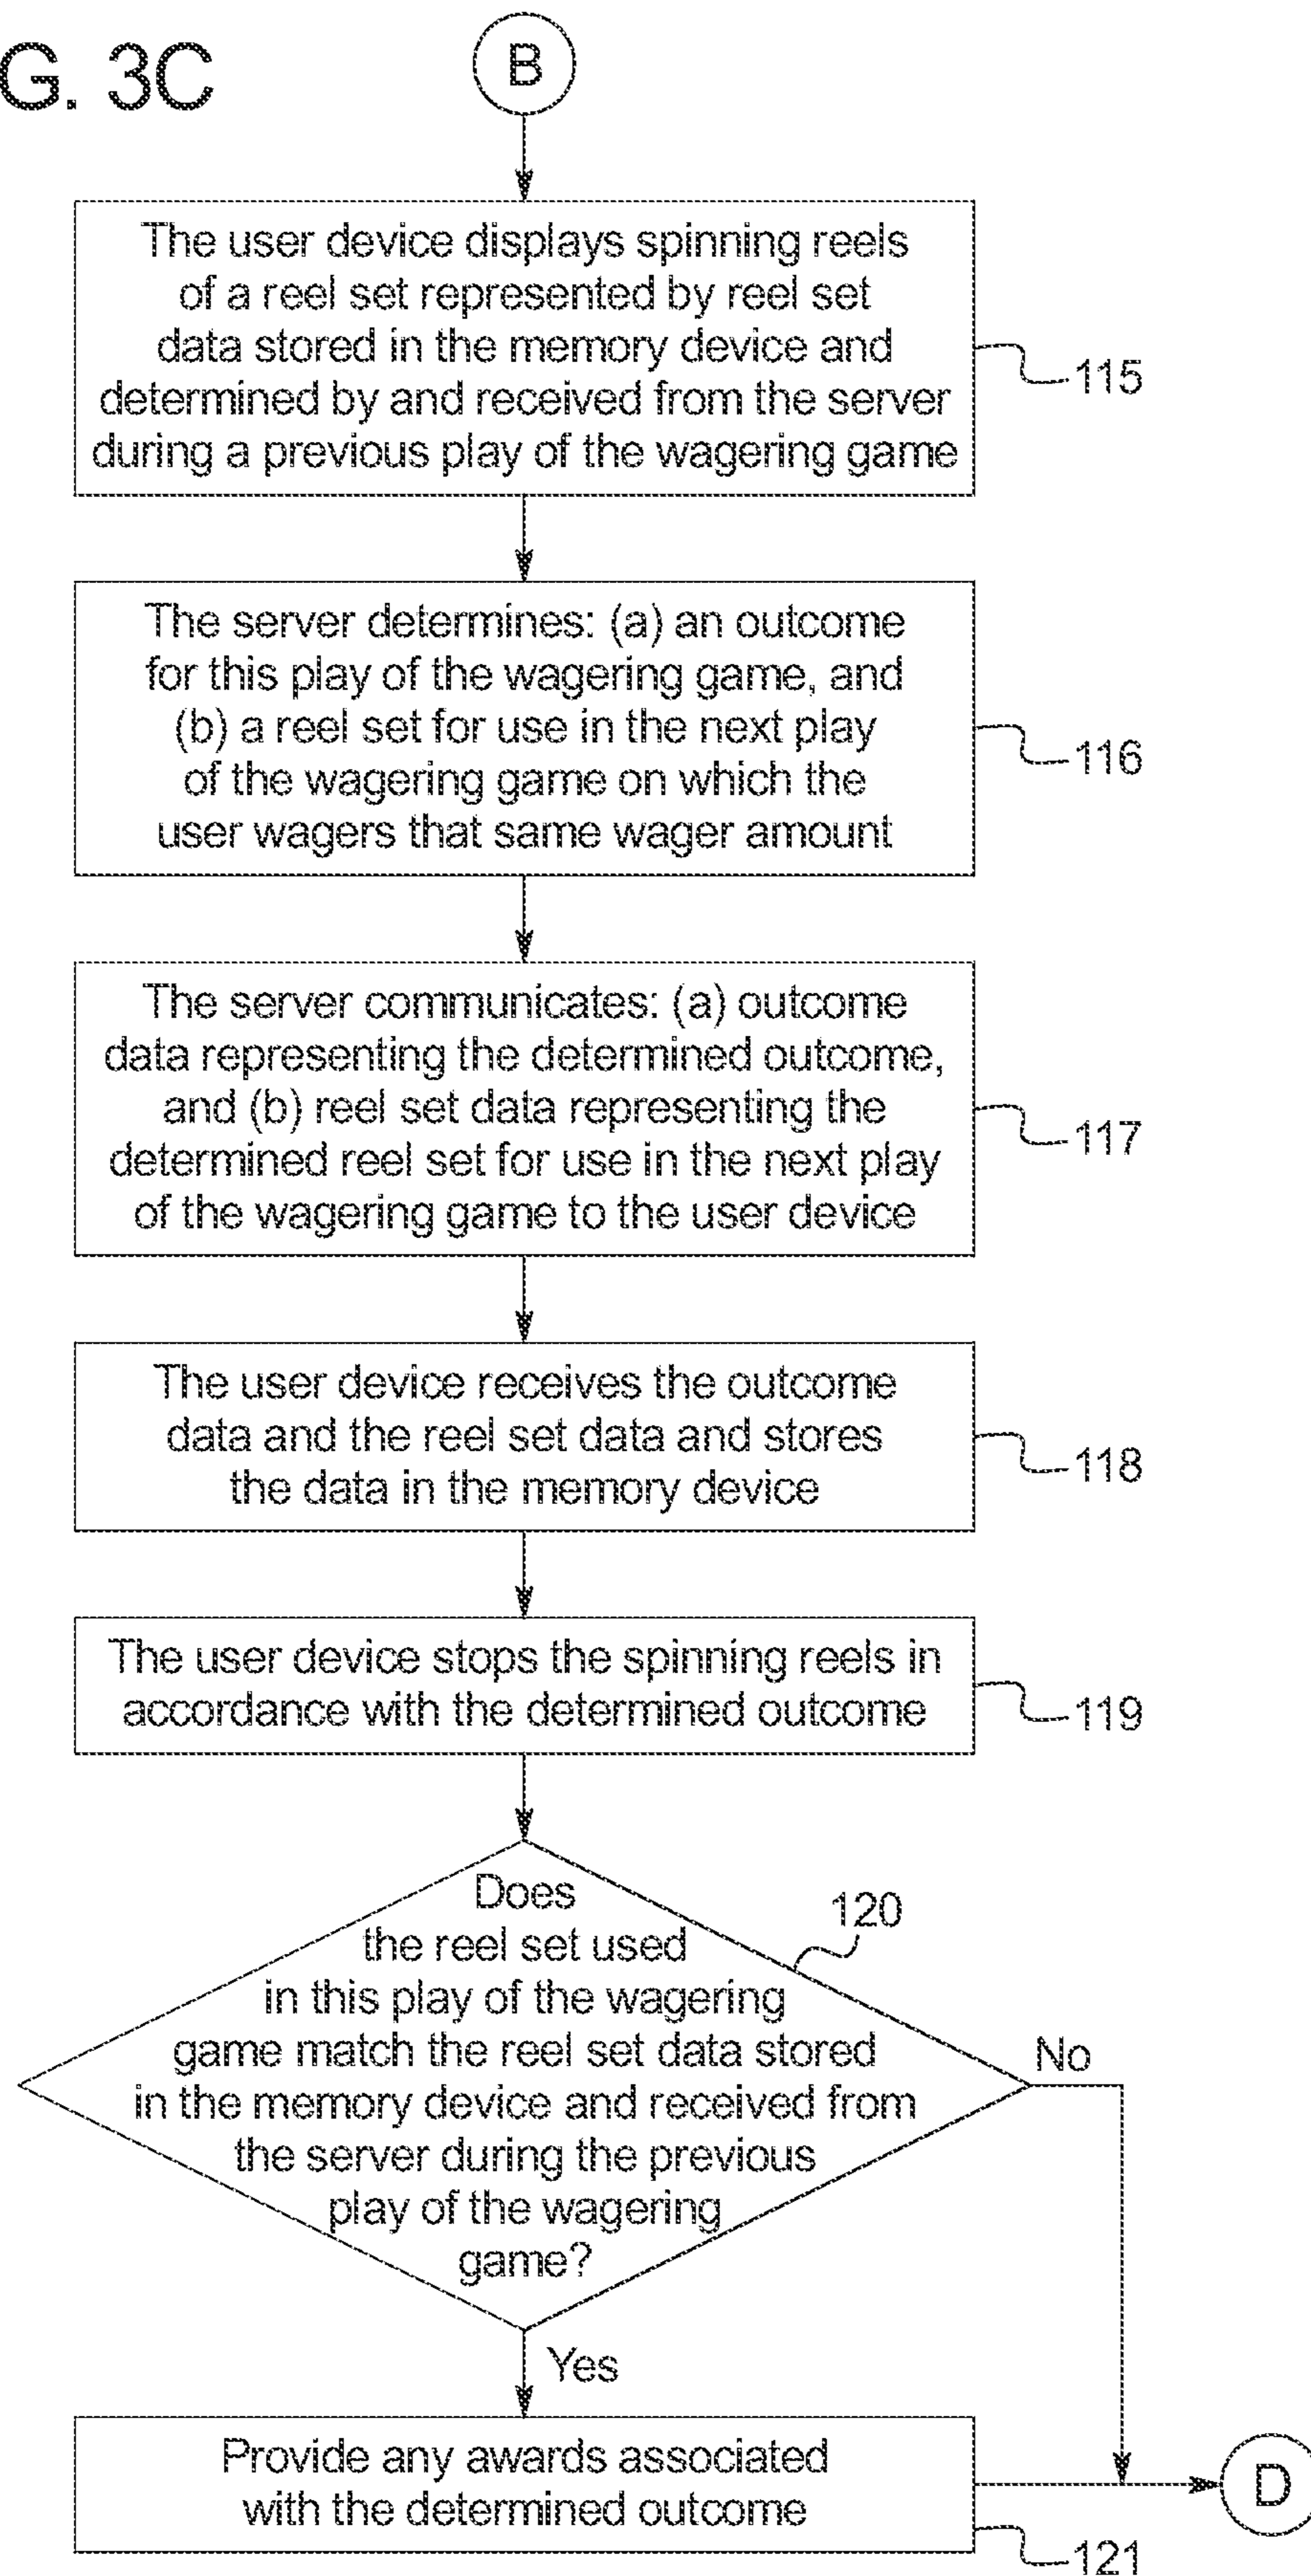 G. 3C
B
The user device displays spinning reels
of a reel set represented by reel set
data stored in the memory device and
determined by and received from the server
during a previous play of the wagering game
115
The server determines: (a) an outcome
for this play of the wagering game, and
(b) a reel set for use in the next play
of the wagering game on which the
user wagers that same wager amount
116
The server communicates: (a) outcome
data representing the determined outcome,
and (b) reel set data representing the
determined reel set for use in the next play
of the wagering game to the user device
117
The user device receives the outcome
data and the reel set data and stores
the data in the memory device
118
The user device stops the spinning reels in
accordance with the determined outcome
119
Does
the reel set used
in this play of the wagering
game match the reel set data stored
in the memory device and received from
the server during the previous
play of the wagering
game?
120
No
Yes
Provide any awards associated
with the determined outcome
121
D